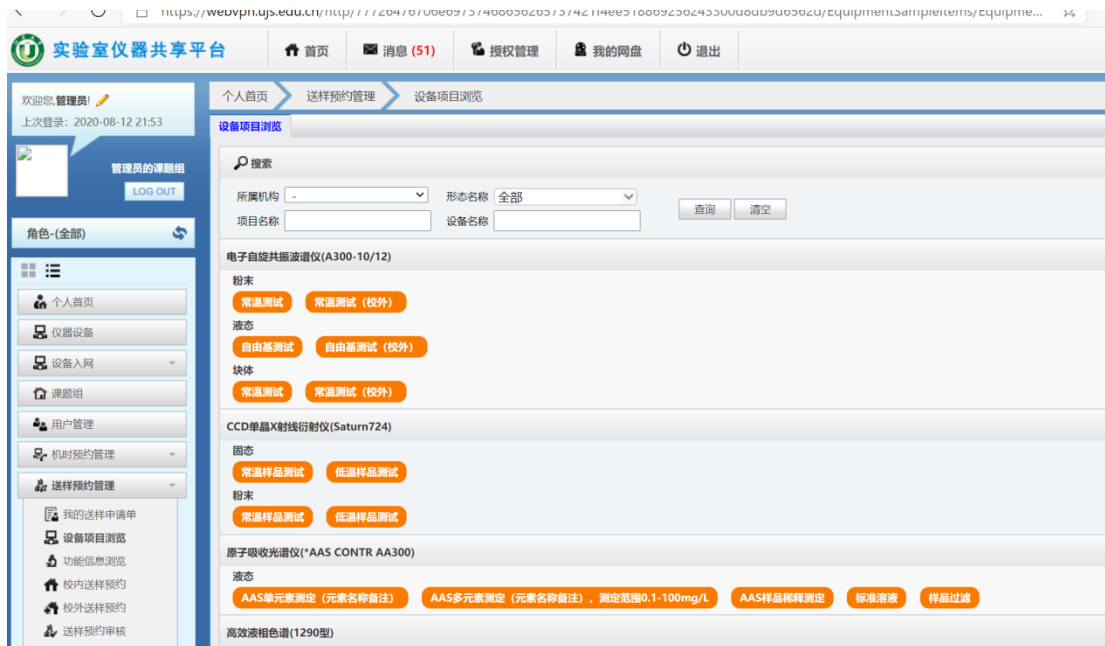 实验室仪器共享平台
首页
消息 (51)
授权管理
我的网盘
退出
欢迎您,管理员!
上次登录：2020-08-12 21:53
管理员的课题组
LOG OUT
角色-(全部)
个人首页
仪器设备
设备入网
课题组
用户管理
机时预约管理
送样预约管理
我的送样申请单
设备项目浏览
功能信息浏览
校内送样预约
校外送样预约
送样预约审核
个人首页 送样预约管理 设备项目浏览
设备项目浏览
搜索
所属机构 - 形态名称 全部
项目名称 设备名称 查询 清空
电子自旋共振波谱仪(A300-10/12)
粉末
常温测试 常温测试（校外）
液态
自由基测试 自由基测试（校外）
块体
常温测试 常温测试（校外）
CCD单晶X射线衍射仪(Saturn724)
固态
常温样品测试 低温样品测试
粉末
常温样品测试 低温样品测试
原子吸收光谱仪(*AAS CONTR AA300)
液态
AAS单元素测定（元素名称备注） AAS多元素测定（元素名称备注），测定范围0.1-100mg/L AAS样品稀释测定 标准溶液 样品过滤
高效液相色谱(1290型)